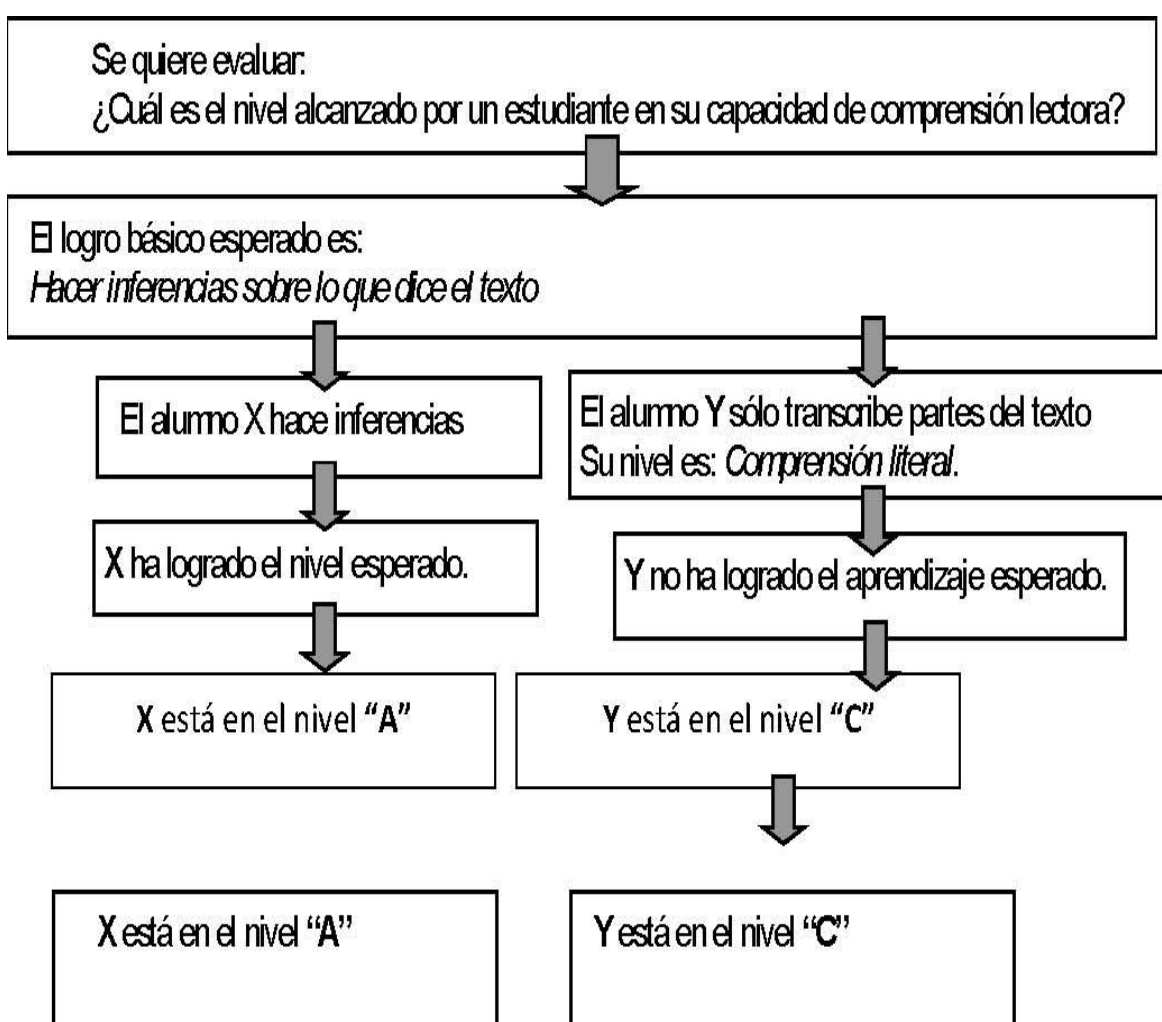 Se quiere evaluar:
¿Cuál es el nivel alcanzado por un estudiante en su capacidad de comprensión lectora?
El logro básico esperado es:
Hacer inferencias sobre lo que dice el texto
El alumno X hace inferencias
El alumno Y sólo transcribe partes del texto
Su nivel es: Comprensión literal.
X ha logrado el nivel esperado.
Y no ha logrado el aprendizaje esperado.
X está en el nivel “A”
Y está en el nivel “C”
X está en el nivel “A”
Y está en el nivel “C”